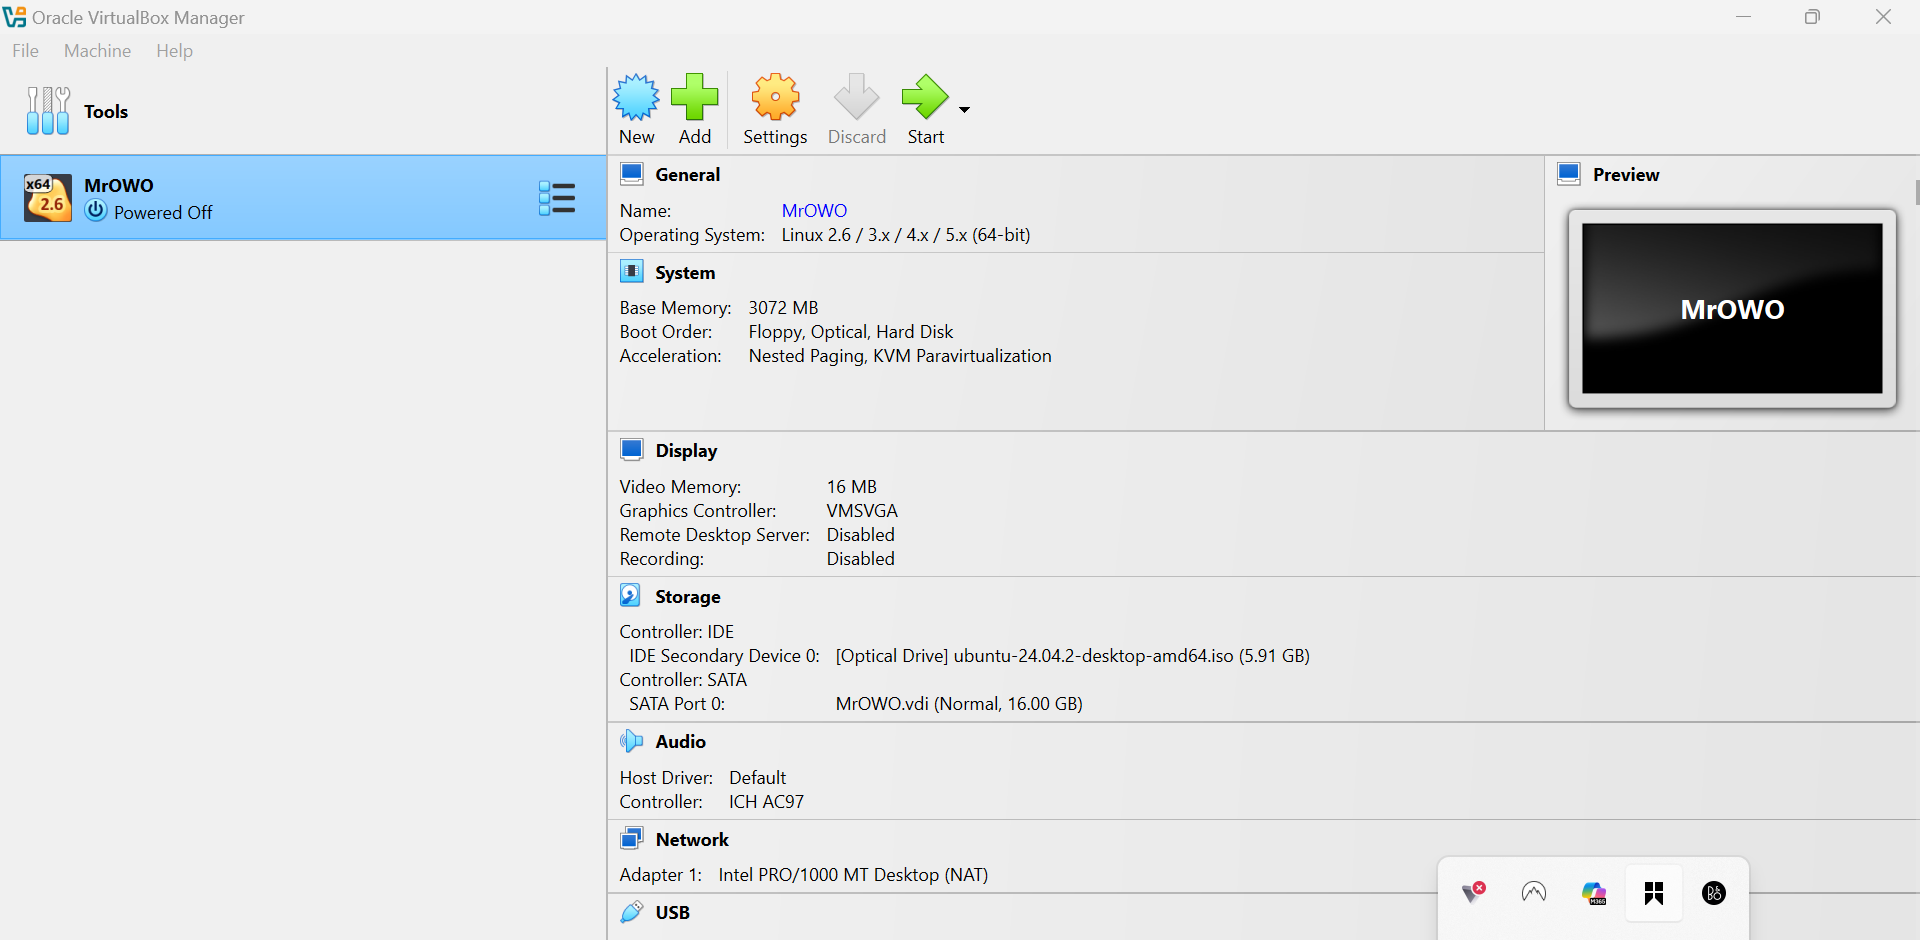 Oracle VirtualBox Manager
File Machine Help
Tools
New Add Settings Discard Start
x64 2.6
MrOWO
Powered Off
General
Name: MrOWO
Operating System: Linux 2.6 / 3.x / 4.x / 5.x (64-bit)
Preview
MrOWO
System
Base Memory: 3072 MB
Boot Order: Floppy, Optical, Hard Disk
Acceleration: Nested Paging, KVM Paravirtualization
Display
Video Memory: 16 MB
Graphics Controller: VMSVGA
Remote Desktop Server: Disabled
Recording: Disabled
Storage
Controller: IDE
IDE Secondary Device 0: [Optical Drive] ubuntu-24.04.2-desktop-amd64.iso (5.91 GB)
Controller: SATA
SATA Port 0: MrOWO.vdi (Normal, 16.00 GB)
Audio
Host Driver: Default
Controller: ICH AC97
Network
Adapter 1: Intel PRO/1000 MT Desktop (NAT)
USB
M365